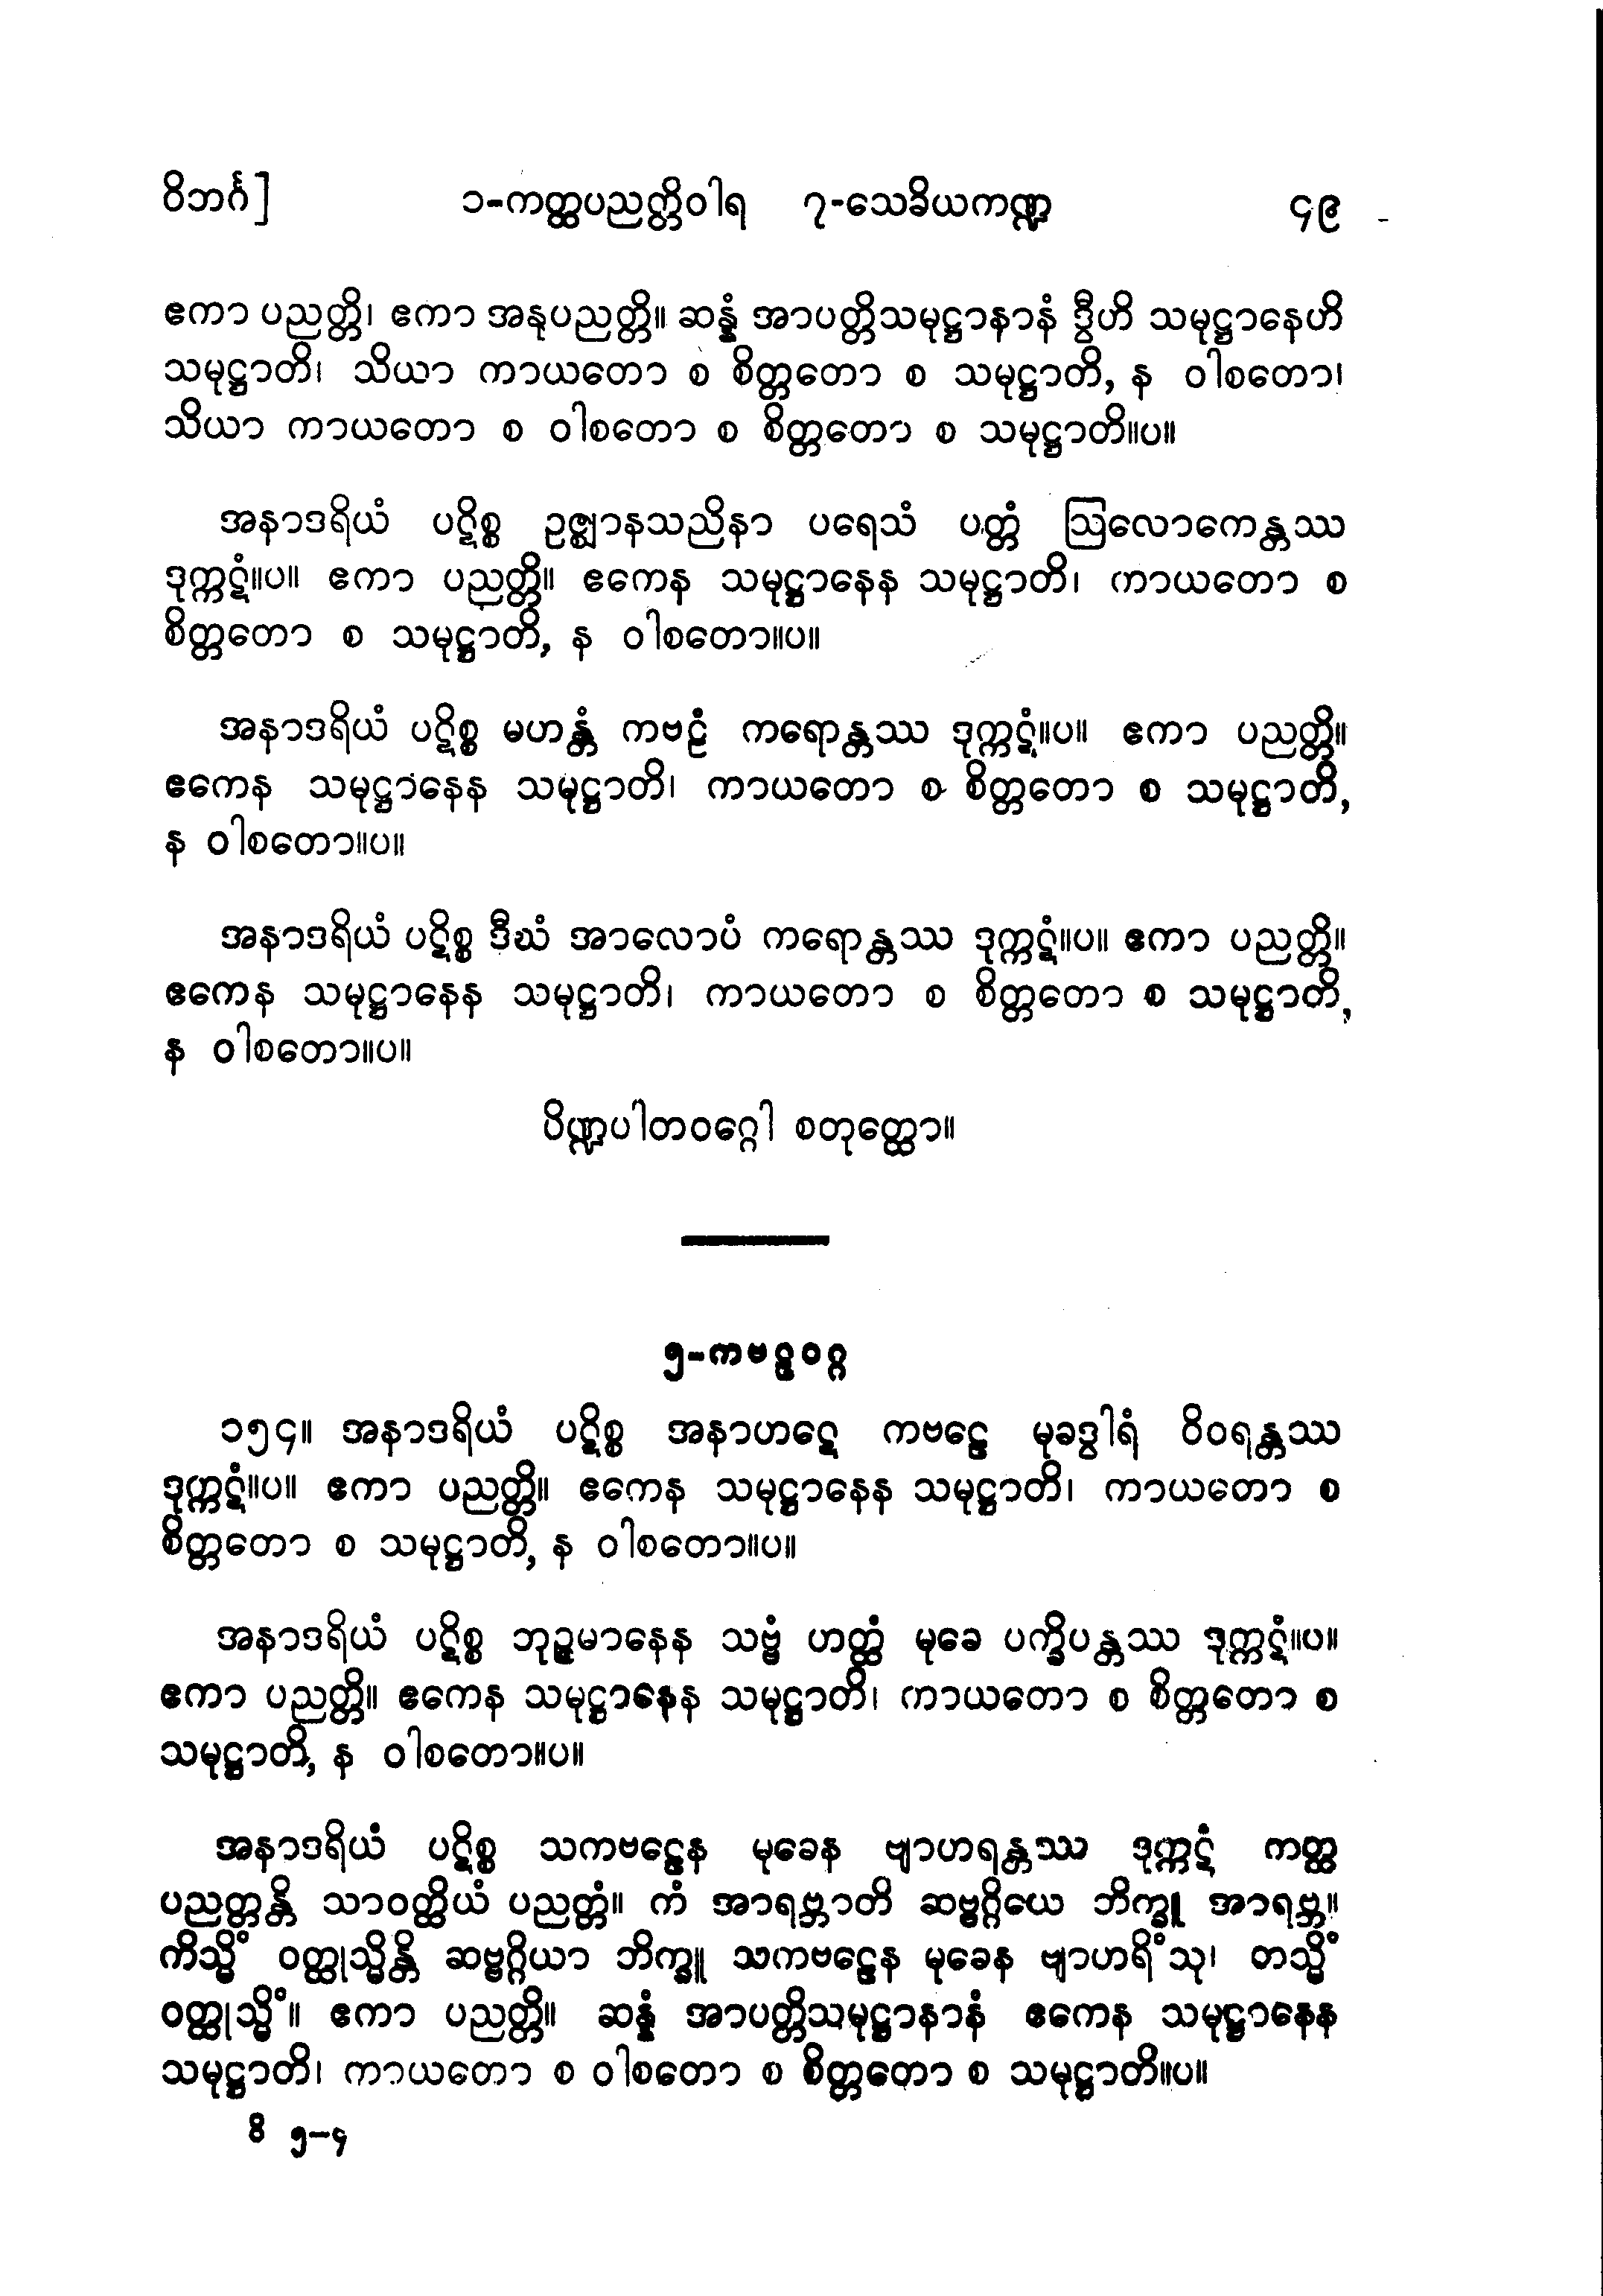 ဝိဘင်္ဂ] ၁-ကတ္ထပညတ္တိဝါရ ၇-သေခိယကဏ္ဍ ၄၉
ဧကာ ပညတ္တိ၊ ဧကာ အနုပညတ္တိ။ ဆန္နံ အာပတ္တိသမုဋ္ဌာနာနံ ဒွီဟိ သမုဋ္ဌာနေဟိ
သမုဋ္ဌာတိ၊ သိယာ ကာယတော စ စိတ္တတော စ သမုဋ္ဌာတိ, န ဝါစတော၊
သိယာ ကာယတော စ ဝါစတော စ စိတ္တတော စ သမုဋ္ဌာတိ။ပ။
အနာဒရိယံ ပဋိစ္စ ဥဇ္ဈာနသညိနာ ပရေသံ ပတ္တံ ဩလောကေန္တဿ
ဒုက္ကဋံ။ပ။ ဧကာ ပညတ္တိ။ ဧကေန သမုဋ္ဌာနေန သမုဋ္ဌာတိ၊ ကာယတော စ
စိတ္တတော စ သမုဋ္ဌာတိ, န ဝါစတော။ပ။
အနာဒရိယံ ပဋိစ္စ မဟန္တံ ကဗဠံ ကရောန္တဿ ဒုက္ကဋံ။ပ။ ဧကာ ပညတ္တိ။
ဧကေန သမုဋ္ဌာနေန သမုဋ္ဌာတိ၊ ကာယတော စ စိတ္တတော စ သမုဋ္ဌာတိ,
န ဝါစတော။ပ။
အနာဒရိယံ ပဋိစ္စ ဒီဃံ အာလောပံ ကရောန္တဿ ဒုက္ကဋံ။ပ။ ဧကာ ပညတ္တိ။
ဧကေန သမုဋ္ဌာနေန သမုဋ္ဌာတိ၊ ကာယတော စ စိတ္တတော စ သမုဋ္ဌာတိ,
န ဝါစတော။ပ။
ပိဏ္ဍပါတဝဂ္ဂေါ စတုတ္ထော။
၅-ကဗဠဝဂ္ဂ
၁၅၄။ အနာဒရိယံ ပဋိစ္စ အနာဟဋေ ကဗဠေ မုခဒွါရံ ဝိဝရန္တဿ
ဒုက္ကဋံ။ပ။ ဧကာ ပညတ္တိ။ ဧကေန သမုဋ္ဌာနေန သမုဋ္ဌာတိ၊ ကာယတော စ
စိတ္တတော စ သမုဋ္ဌာတိ, န ဝါစတော။ပ။
အနာဒရိယံ ပဋိစ္စ ဘုဉ္ဇမာနေန သဗ္ဗံ ဟတ္ထံ မုခေ ပက္ခိပန္တဿ ဒုက္ကဋံ။ပ။
ဧကာ ပညတ္တိ။ ဧကေန သမုဋ္ဌာနေန သမုဋ္ဌာတိ၊ ကာယတော စ စိတ္တတော စ
သမုဋ္ဌာတိ, န ဝါစတော။ပ။
အနာဒရိယံ ပဋိစ္စ သကဗဠေန မုခေန ဗျာဟရန္တဿ ဒုက္ကဋံ ကတ္ထ
ပညတ္တန္တိ သာဝတ္ထိယံ ပညတ္တံ။ ကံ အာရဗ္ဘာတိ ဆဗ္ဗဂ္ဂိယေ ဘိက္ခူ အာရဗ္ဘ။
ကိသ္မိံ ဝတ္ထုသ္မိန္တိ ဆဗ္ဗဂ္ဂိယာ ဘိက္ခူ သကဗဠေန မုခေန ဗျာဟရိံသု၊ တသ္မိံ
ဝတ္ထုသ္မိံ။ ဧကာ ပညတ္တိ။ ဆန္နံ အာပတ္တိသမုဋ္ဌာနာနံ ဧကေန သမုဋ္ဌာနေန
သမုဋ္ဌာတိ၊ ကာယတော စ ဝါစတော စ စိတ္တတော စ သမုဋ္ဌာတိ။ပ။
ဝိ ၅-၄